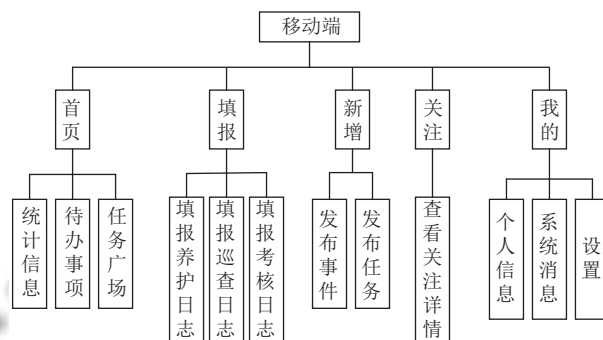 移动端
首页
填报
新增
关注
我的
统计信息
待办事项
任务广场
填报养护日志
填报巡查日志
填报考核日志
发布事件
发布任务
查看关注详情
个人信息
系统消息
设置